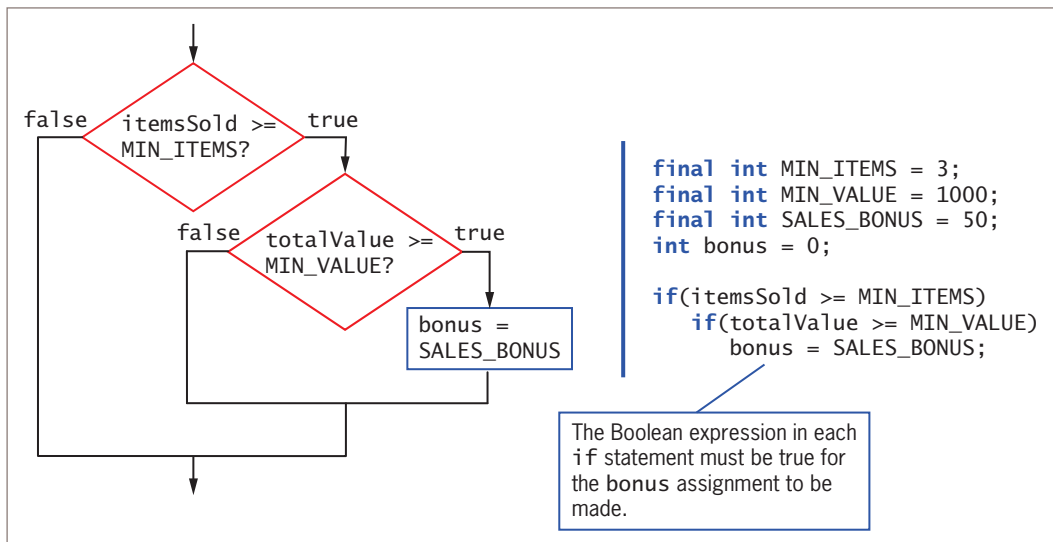 false
itemsSold >=
MIN_ITEMS?
true
false
totalValue >=
MIN_VALUE?
true
bonus =
SALES_BONUS
final int MIN_ITEMS = 3;
final int MIN_VALUE = 1000;
final int SALES_BONUS = 50;
int bonus = 0;
if(itemsSold >= MIN_ITEMS)
if(totalValue >= MIN_VALUE)
bonus = SALES_BONUS;
The Boolean expression in each
if statement must be true for
the bonus assignment to be
made.